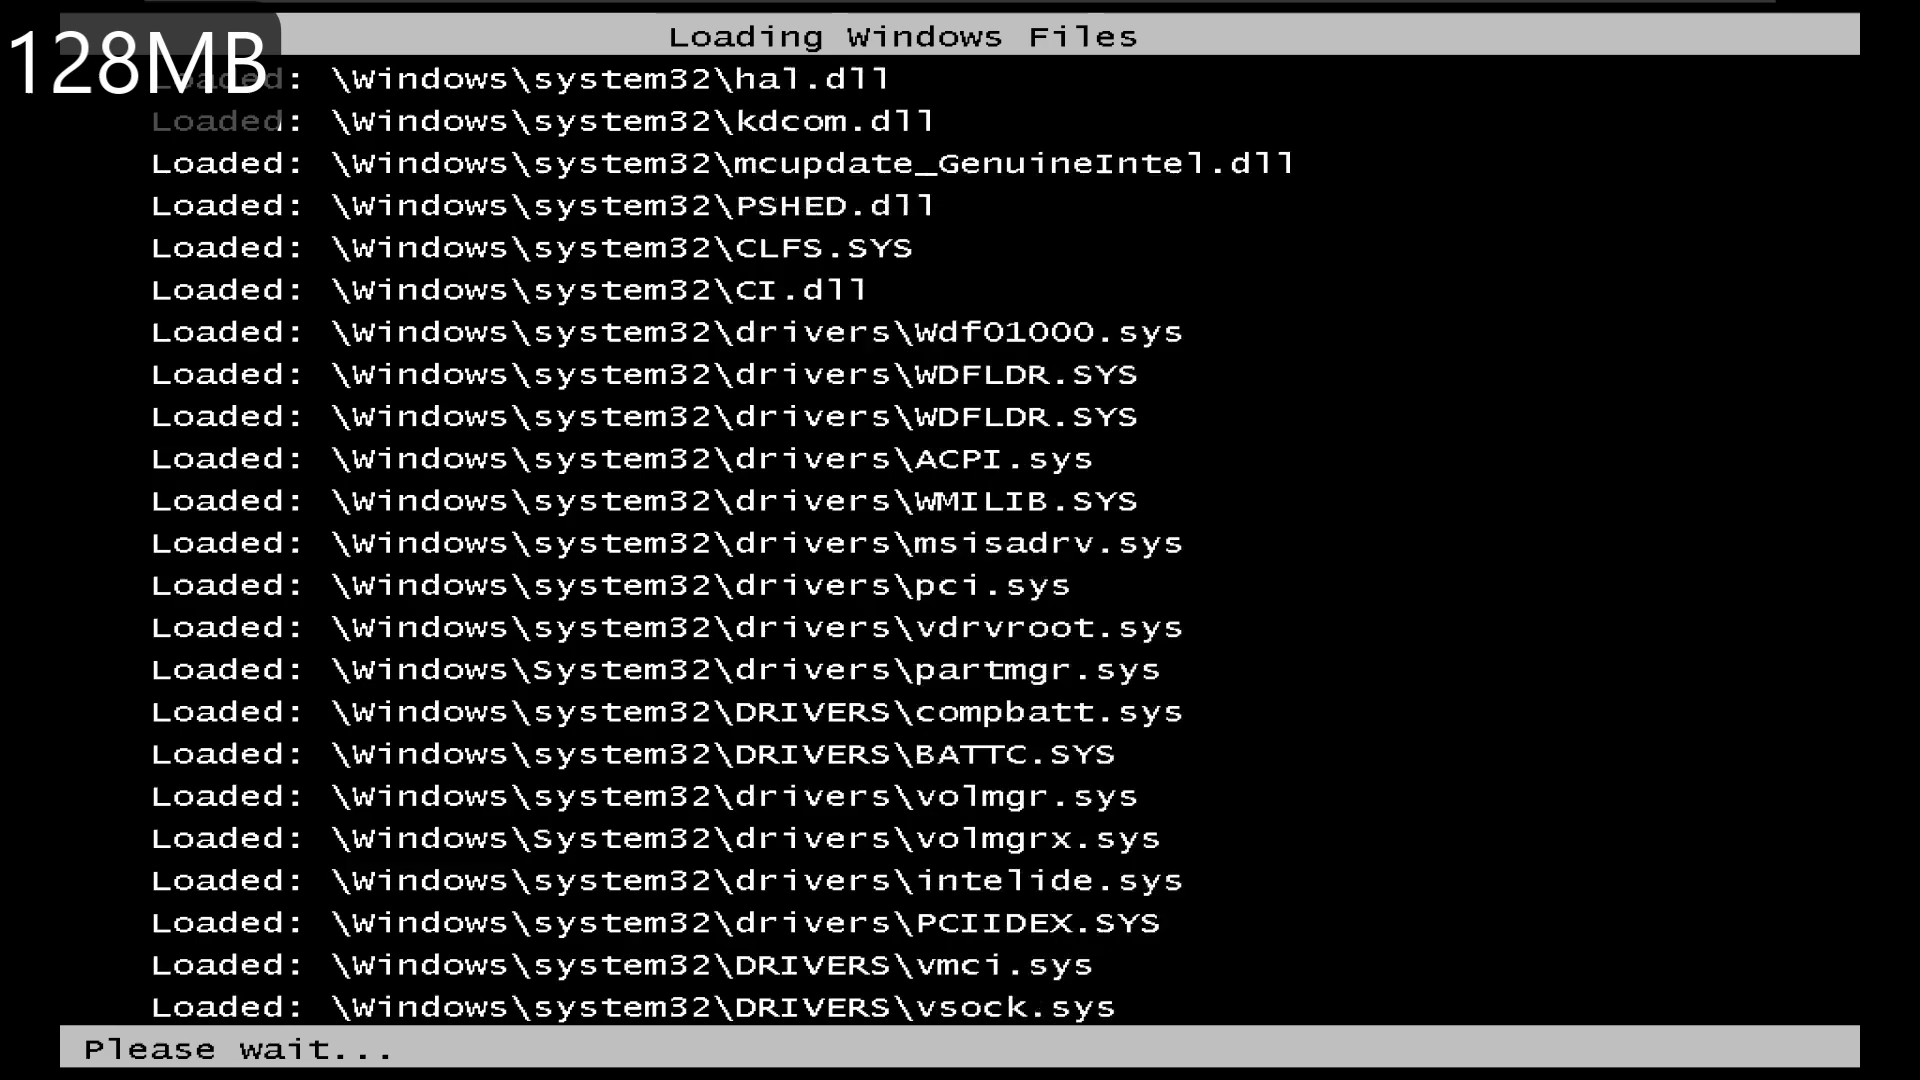 128MB
Loading Windows Files
Loaded: \Windows\system32\hal.dll
Loaded: \Windows\system32\kdcom.dll
Loaded: \Windows\system32\mcupdate_GenuineIntel.dll
Loaded: \Windows\system32\PSHED.dll
Loaded: \Windows\system32\CLFS.SYS
Loaded: \Windows\system32\CI.dll
Loaded: \Windows\system32\drivers\Wdf01000.sys
Loaded: \Windows\system32\drivers\WDFLDR.SYS
Loaded: \Windows\system32\drivers\WDFLDR.SYS
Loaded: \Windows\system32\drivers\ACPI.sys
Loaded: \Windows\system32\drivers\WMILIB.SYS
Loaded: \Windows\system32\drivers\msisadrv.sys
Loaded: \Windows\system32\drivers\pci.sys
Loaded: \Windows\system32\drivers\vdrvroot.sys
Loaded: \Windows\System32\drivers\partmgr.sys
Loaded: \Windows\system32\DRIVERS\compbatt.sys
Loaded: \Windows\system32\DRIVERS\BATTC.SYS
Loaded: \Windows\system32\drivers\volmgr.sys
Loaded: \Windows\System32\drivers\volmgrx.sys
Loaded: \Windows\system32\drivers\intelide.sys
Loaded: \Windows\system32\drivers\PCIIDEX.SYS
Loaded: \Windows\system32\DRIVERS\vmci.sys
Loaded: \Windows\system32\DRIVERS\vsock.sys
Please wait...